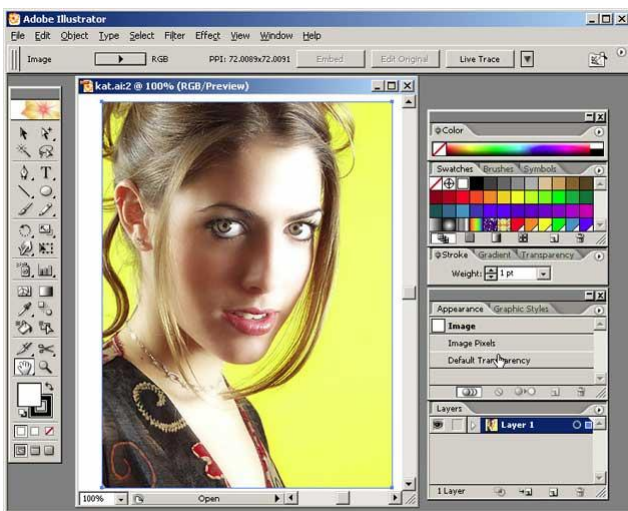 Adobe Illustrator
File Edit Object Type Select Filter Effect View Window Help
Image RGB PPI: 72.0089x72.0091 Embed Edit Original Live Trace
kat.ai:2 @ 100% (RGB/Preview)
Color
Swatches Brushes Symbols
Stroke Gradient Transparency
Weight: 1 pt
Appearance Graphic Styles
Image
Image Pixels
Default Transparency
Layers
Layer 1
1 Layer
100% Open